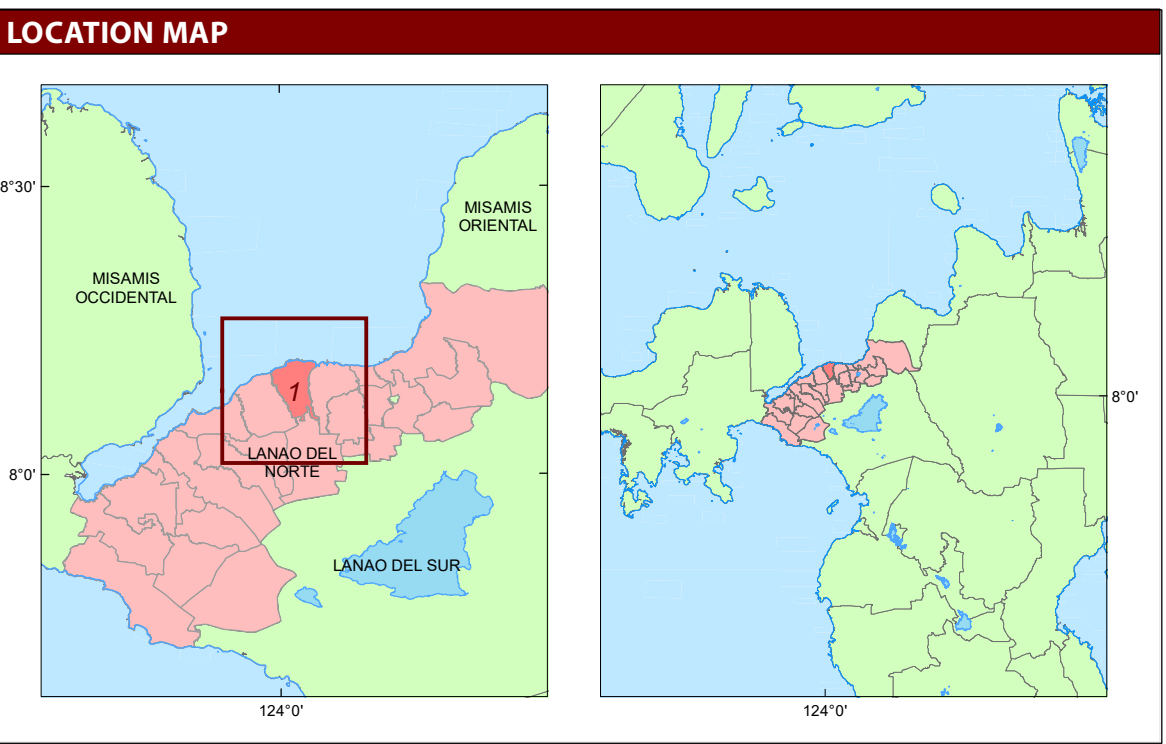 LOCATION MAP
8°30'
MISAMIS
ORIENTAL
MISAMIS
OCCIDENTAL
1
8°0'
LANAO DEL
NORTE
8°0'
LANAO DEL SUR
124°0'
124°0'